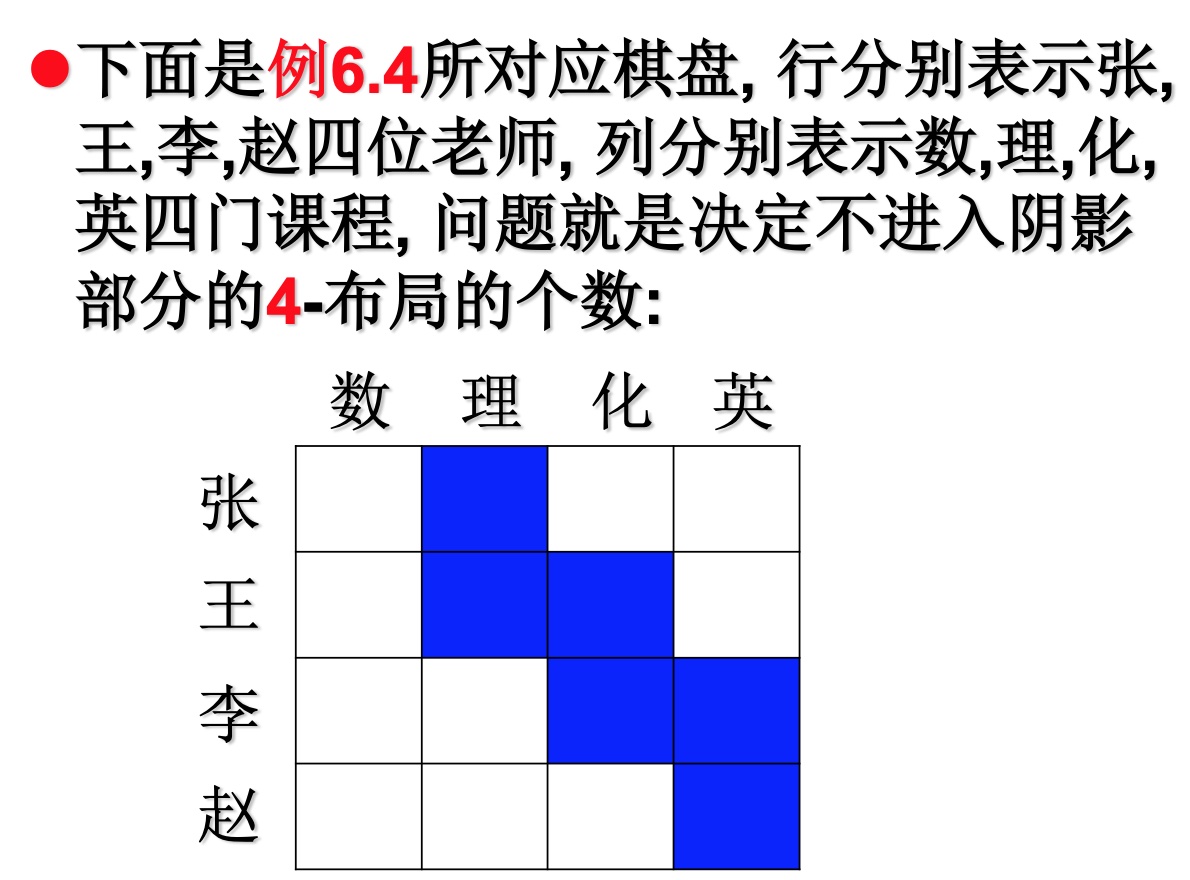 ●下面是例6.4所对应棋盘, 行分别表示张,
王,李,赵四位老师, 列分别表示数,理,化,
英四门课程, 问题就是决定不进入阴影
部分的4-布局的个数:
数 理 化 英
张
王
李
赵